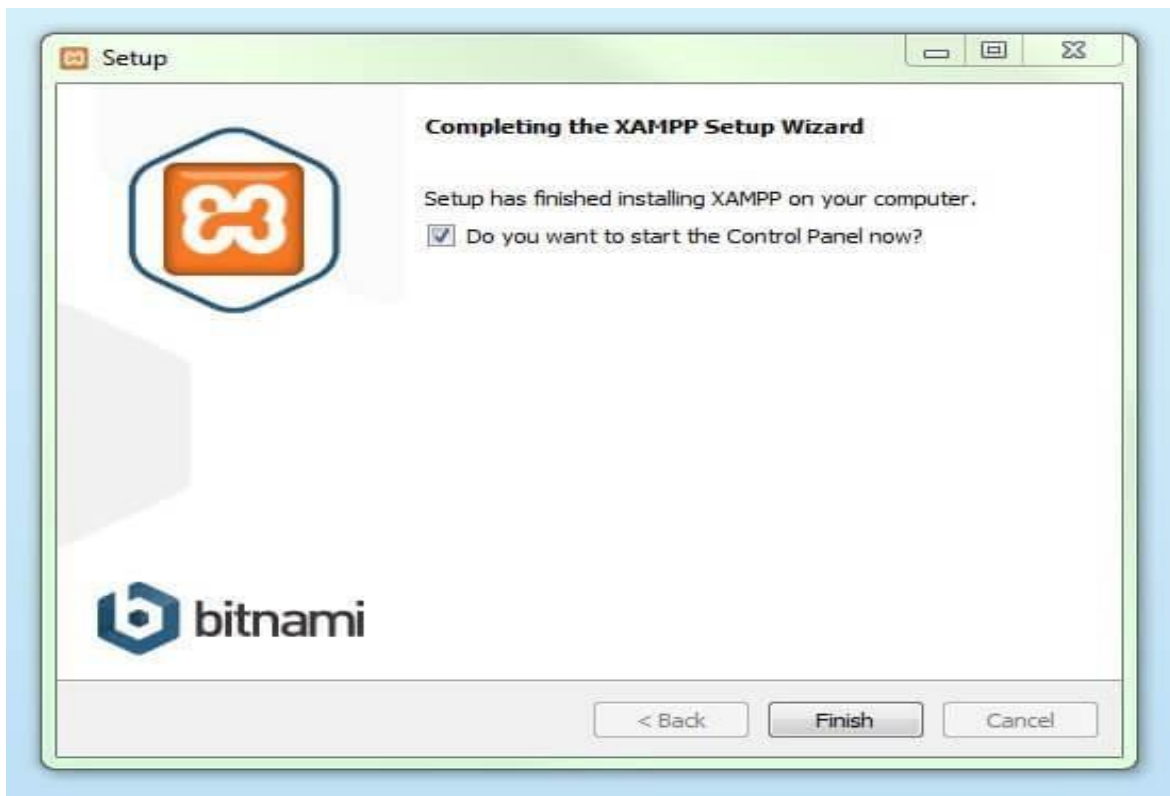 Setup
Completing the XAMPP Setup Wizard
Setup has finished installing XAMPP on your computer.
Do you want to start the Control Panel now?
bitnami
< Back
Finish
Cancel